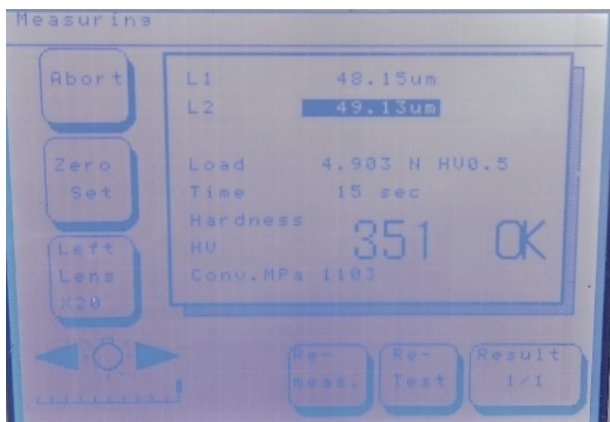 Measuring
Abort
Zero
Set
Left
Lens
X20
L1 48.15um
L2 49.13um
Load 4.903 N HV0.5
Time 15 sec
Hardness
HV 351 OK
Conv.MPa 1103
Re-
meas.
Re-
Test
Result
1/1